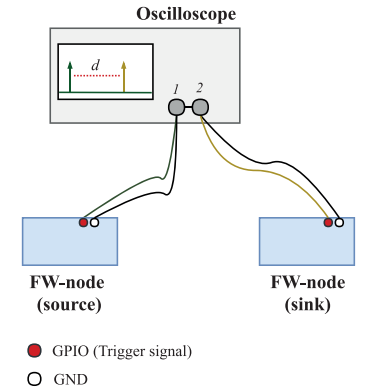 Oscilloscope
d
1 2
FW-node
(source)
FW-node
(sink)
GPIO (Trigger signal)
GND